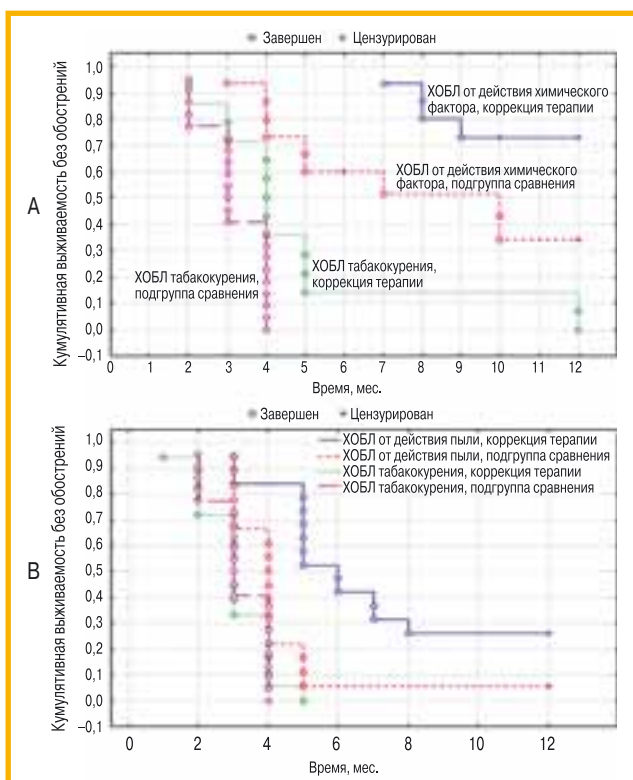 Завершен Цензурирован
1,0
0,9
0,8
0,7
0,6
0,5
0,4
0,3
0,2
0,1
0,0
–0,1
Кумулятивная выживаемость без обострений
A
ХОБЛ от действия химического
фактора, коррекция терапии
ХОБЛ от действия химического
фактора, подгруппа сравнения
ХОБЛ табакокурения,
подгруппа сравнения
ХОБЛ табакокурения,
коррекция терапии
0 1 2 3 4 5 6 7 8 9 10 11 12
Время, мес.
Завершен Цензурирован
1,0
0,9
0,8
0,7
0,6
0,5
0,4
0,3
0,2
0,1
0,0
–0,1
Кумулятивная выживаемость без обострений
B
ХОБЛ от действия пыли, коррекция терапии
ХОБЛ от действия пыли, подгруппа сравнения
ХОБЛ табакокурения, коррекция терапии
ХОБЛ табакокурения, подгруппа сравнения
0 2 4 6 8 10 12
Время, мес.